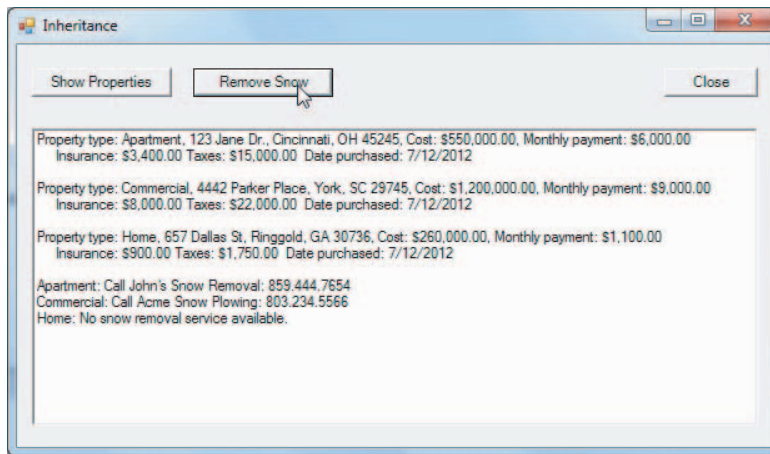 Inheritance
Show Properties
Remove Snow
Close
Property type: Apartment, 123 Jane Dr., Cincinnati, OH 45245, Cost: $550,000.00, Monthly payment: $6,000.00
Insurance: $3,400.00 Taxes: $15,000.00 Date purchased: 7/12/2012
Property type: Commercial, 4442 Parker Place, York, SC 29745, Cost: $1,200,000.00, Monthly payment: $9,000.00
Insurance: $8,000.00 Taxes: $22,000.00 Date purchased: 7/12/2012
Property type: Home, 657 Dallas St, Ringgold, GA 30736, Cost: $260,000.00, Monthly payment: $1,100.00
Insurance: $900.00 Taxes: $1,750.00 Date purchased: 7/12/2012
Apartment: Call John's Snow Removal: 859.444.7654
Commercial: Call Acme Snow Plowing: 803.234.5566
Home: No snow removal service available.